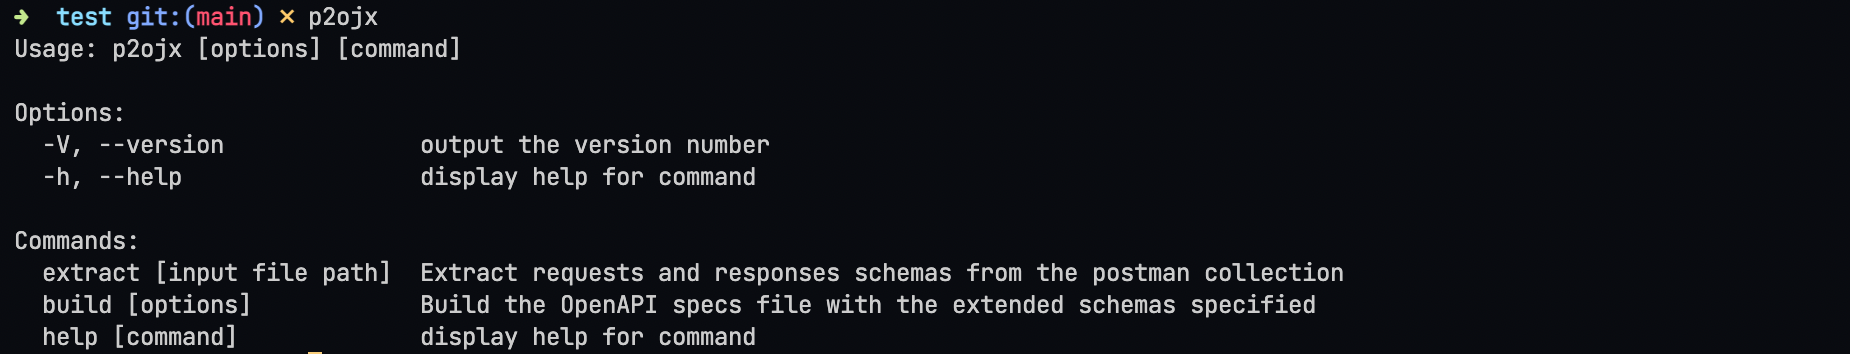 ➜  test git:(main) ✗ p2ojx
Usage: p2ojx [options] [command]

Options:
  -V, --version              output the version number
  -h, --help                 display help for command

Commands:
  extract [input file path]  Extract requests and responses schemas from the postman collection
  build [options]            Build the OpenAPI specs file with the extended schemas specified
  help [command]             display help for command